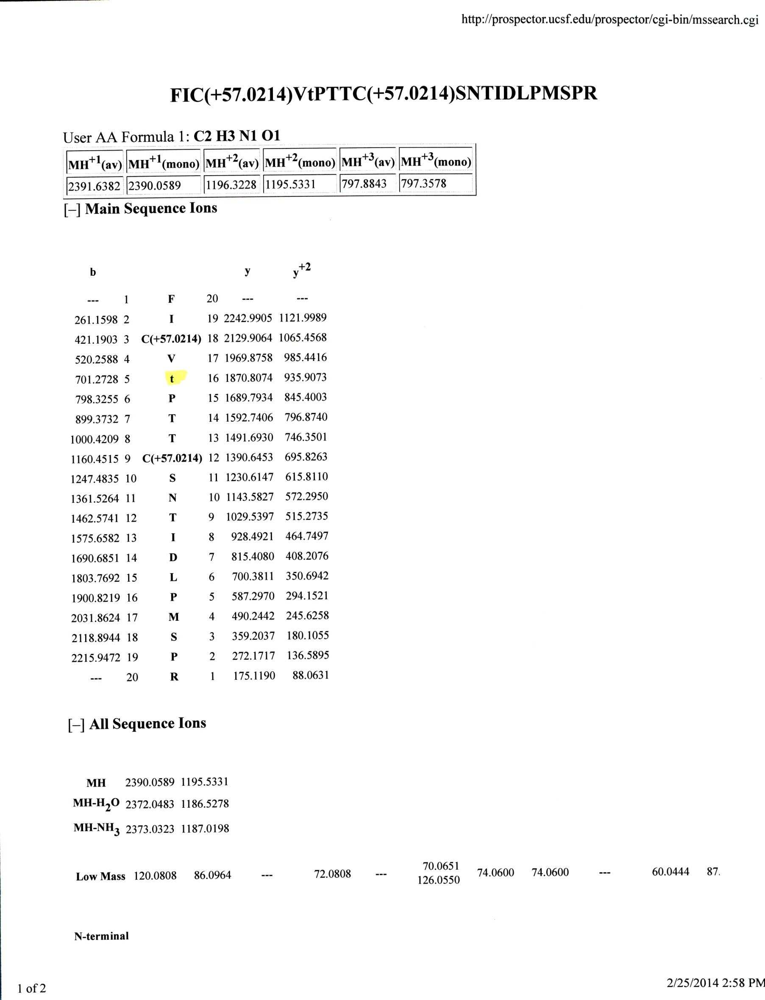 http://prospector.ucsf.edu/prospector/cgi-bin/mssearch.cgi
FIC(+57.0214)VtPTTC(+57.0214)SNTIDLPMSPR
User AA Formula 1: C2 H3 N1 O1
MH+1(av) MH+1(mono) MH+2(av) MH+2(mono) MH+3(av) MH+3(mono)
2391.6382 2390.0589 1196.3228 1195.5331 797.8843 797.3578
[–] Main Sequence Ions
b y y+2
--- 1 F 20 --- ---
261.1598 2 I 19 2242.9905 1121.9989
421.1903 3 C(+57.0214) 18 2129.9064 1065.4568
520.2588 4 V 17 1969.8758 985.4416
701.2728 5 t 16 1870.8074 935.9073
798.3255 6 P 15 1689.7934 845.4003
899.3732 7 T 14 1592.7406 796.8740
1000.4209 8 T 13 1491.6930 746.3501
1160.4515 9 C(+57.0214) 12 1390.6453 695.8263
1247.4835 10 S 11 1230.6147 615.8110
1361.5264 11 N 10 1143.5827 572.2950
1462.5741 12 T 9 1029.5397 515.2735
1575.6582 13 I 8 928.4921 464.7497
1690.6851 14 D 7 815.4080 408.2076
1803.7692 15 L 6 700.3811 350.6942
1900.8219 16 P 5 587.2970 294.1521
2031.8624 17 M 4 490.2442 245.6258
2118.8944 18 S 3 359.2037 180.1055
2215.9472 19 P 2 272.1717 136.5895
--- 20 R 1 175.1190 88.0631
[–] All Sequence Ions
MH 2390.0589 1195.5331
MH-H2O 2372.0483 1186.5278
MH-NH3 2373.0323 1187.0198
70.0651
Low Mass 120.0808 86.0964 --- 72.0808 --- 74.0600 74.0600 --- 60.0444 87.
126.0550
N-terminal
1 of 2
2/25/2014 2:58 PM